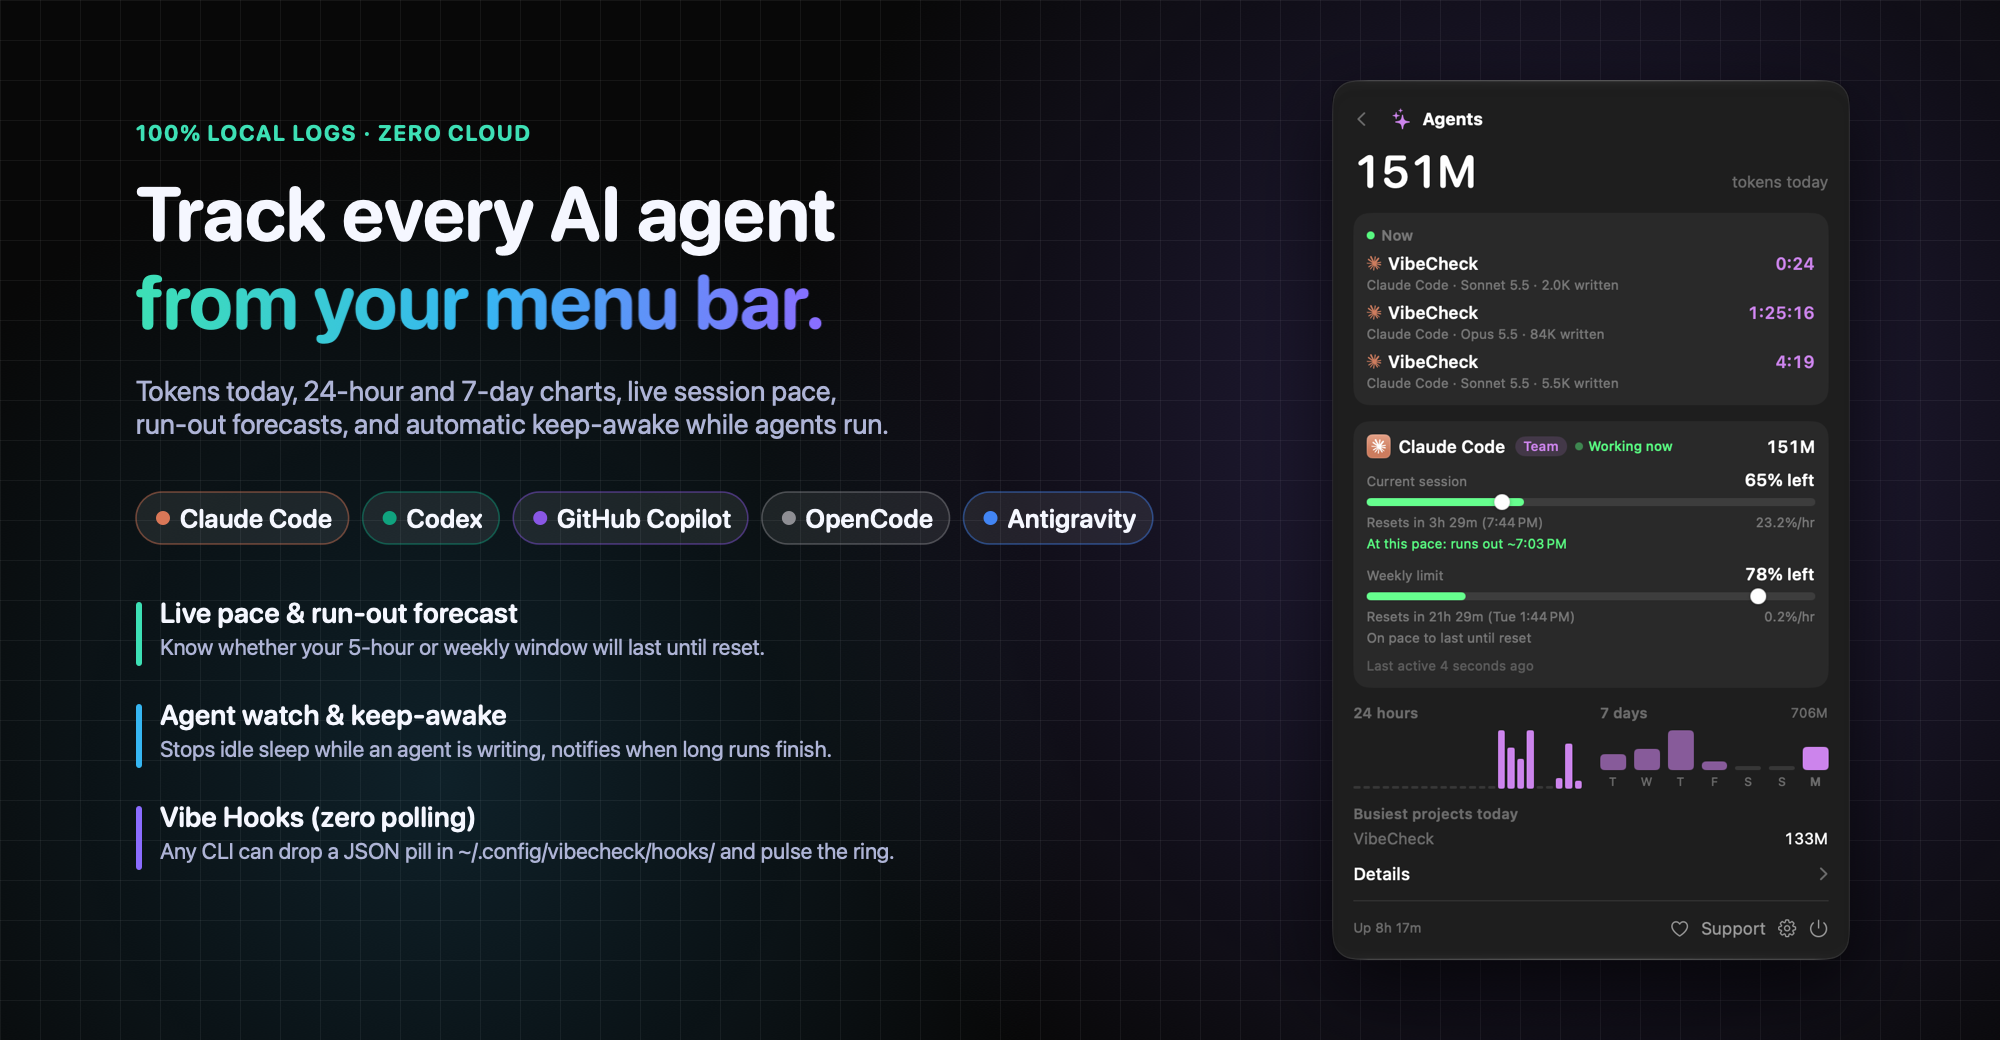 100% LOCAL LOGS · ZERO CLOUD
Track every AI agent
from your menu bar.
Tokens today, 24-hour and 7-day charts, live session pace,
run-out forecasts, and automatic keep-awake while agents run.
Claude Code
Codex
GitHub Copilot
OpenCode
Antigravity
Live pace & run-out forecast
Know whether your 5-hour or weekly window will last until reset.
Agent watch & keep-awake
Stops idle sleep while an agent is writing, notifies when long runs finish.
Vibe Hooks (zero polling)
Any CLI can drop a JSON pill in ~/.config/vibecheck/hooks/ and pulse the ring.
Agents
151M tokens today
Now
VibeCheck 0:24
Claude Code · Sonnet 5.5 · 2.0K written
VibeCheck 1:25:16
Claude Code · Opus 5.5 · 84K written
VibeCheck 4:19
Claude Code · Sonnet 5.5 · 5.5K written
Claude Code Team Working now 151M
Current session 65% left
Resets in 3h 29m (7:44 PM) 23.2%/hr
At this pace: runs out ~7:03 PM
Weekly limit 78% left
Resets in 21h 29m (Tue 1:44 PM) 0.2%/hr
On pace to last until reset
Last active 4 seconds ago
24 hours 7 days 706M
T W T F S S M
Busiest projects today
VibeCheck 133M
Details
Up 8h 17m Support